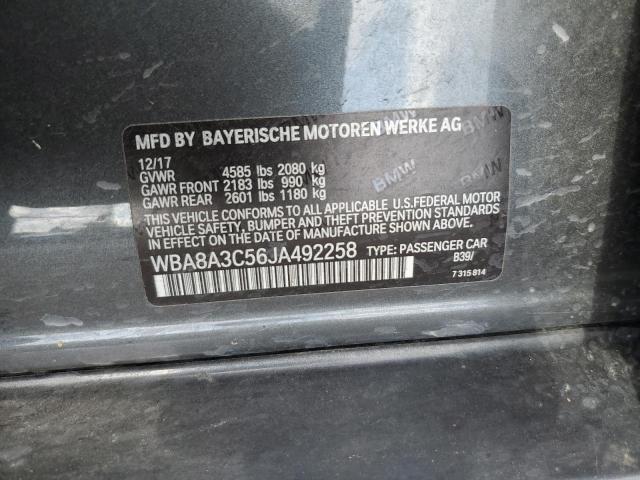 MFD BY BAYERISCHE MOTOREN WERKE AG
12/17
GVWR 4585 lbs 2080 kg
GAWR FRONT 2183 lbs 990 kg
GAWR REAR 2601 lbs 1180 kg
THIS VEHICLE CONFORMS TO ALL APPLICABLE U.S.FEDERAL MOTOR
VEHICLE SAFETY, BUMPER AND THEFT PREVENTION STANDARDS
IN EFFECT ON THE DATE OF MANUFACTURE SHOWN ABOVE.
WBA8A3C56JA492258 TYPE: PASSENGER CAR
B39/
7 315 814
BMW
BMW
BMW